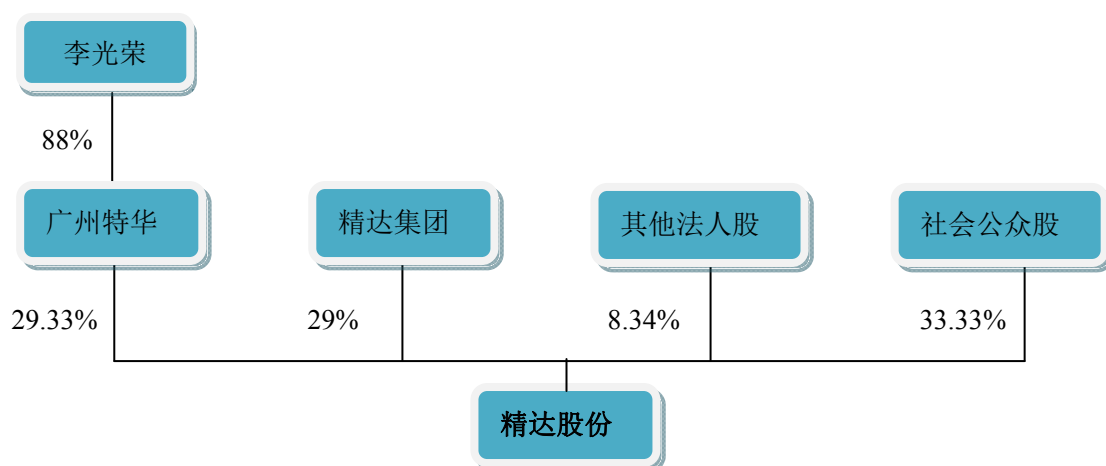 李光荣
88%
广州特华
精达集团
其他法人股
社会公众股
29.33%
29%
8.34%
33.33%
精达股份